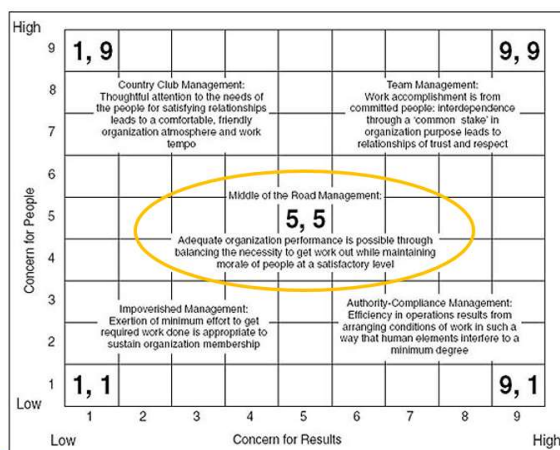 High
9
1, 9
9, 9
8
Country Club Management:
Thoughtful attention to the needs of
the people for satisfying relationships
leads to a comfortable, friendly
organization atmosphere and work
tempo
Team Management:
Work accomplishment is from
committed people: interdependence
through a 'common stake' in
organization purpose leads to
relationships of trust and respect
7
6
Concern for People
Middle of the Road Management:
5
5, 5
Adequate organization performance is possible through
balancing the necessity to get work out while maintaining
morale of people at a satisfactory level
4
3
Impoverished Management:
Exertion of minimum effort to get
required work done is appropriate to
sustain organization membership
Authority-Compliance Management:
Efficiency in operations results from
arranging conditions of work in such a
way that human elements interfere to a
minimum degree
2
1
1, 1
9, 1
Low
1 2 3 4 5 6 7 8 9
Low
Concern for Results
High